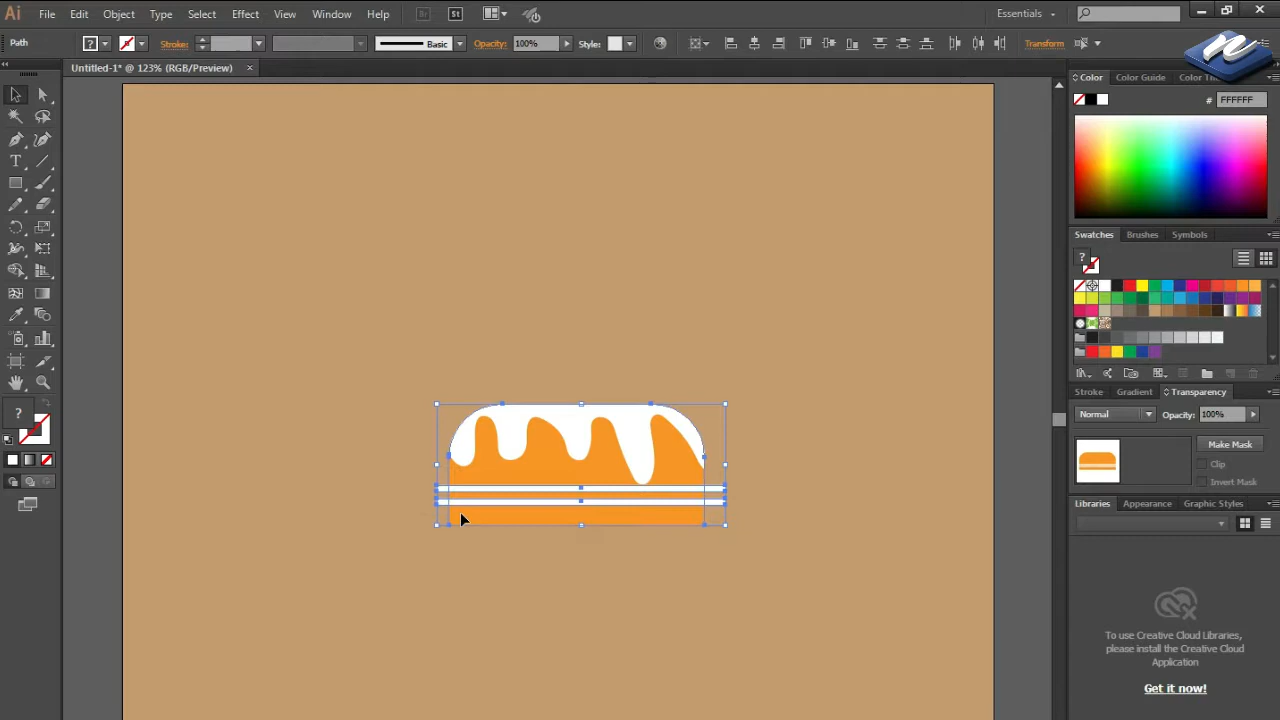 Ai File Edit Object Type Select Effect View Window Help Br St Essentials
Path ? Stroke: Basic Opacity: 100% Style: Transform
Untitled-1* @ 123% (RGB/Preview) ×
Color Color Guide
# FFFFFF
Swatches Brushes Symbols
?
Stroke Gradient Transparency
Normal Opacity: 100%
Make Mask
Clip
Invert Mask
Libraries Appearance Graphic Styles
To use Creative Cloud Libraries,
please install the Creative Cloud
Application
Get it now!
T
?